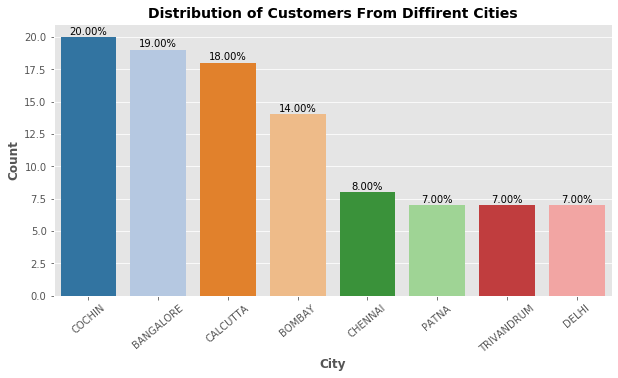 Distribution of Customers From Diffirent Cities
20.00%
19.00%
18.00%
14.00%
8.00%
7.00%
7.00%
7.00%
Count
20.0
17.5
15.0
12.5
10.0
7.5
5.0
2.5
0.0
COCHIN
BANGALORE
CALCUTTA
BOMBAY
CHENNAI
PATNA
TRIVANDRUM
DELHI
City